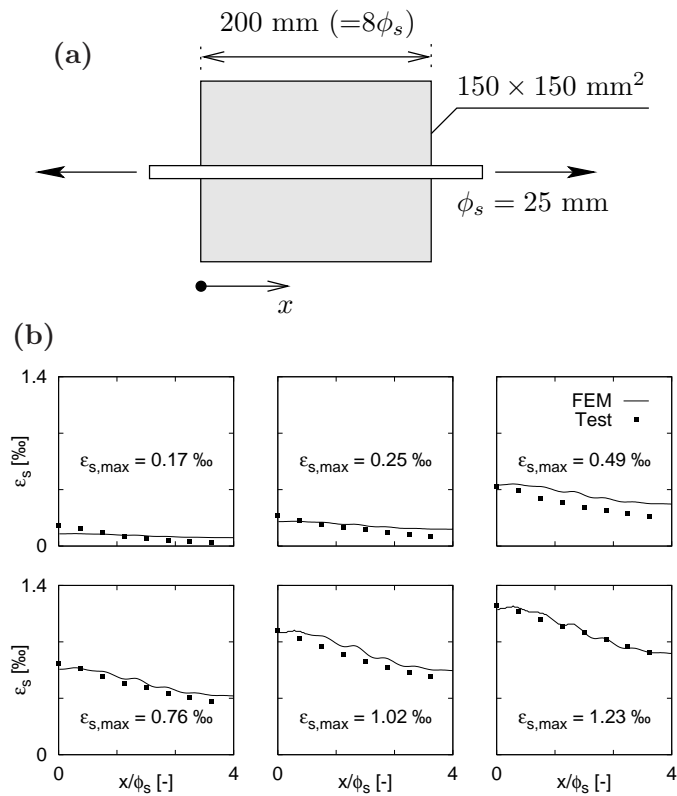 200 mm (=8ϕs)
(a)
150 × 150 mm²
ϕs = 25 mm
x
(b)
1.4
FEM
Test
εs [‰]
εs,max = 0.17 ‰
εs,max = 0.25 ‰
εs,max = 0.49 ‰
0
1.4
εs [‰]
εs,max = 0.76 ‰
εs,max = 1.02 ‰
εs,max = 1.23 ‰
0
0 4 0 4 0 4
x/ϕs [-] x/ϕs [-] x/ϕs [-]